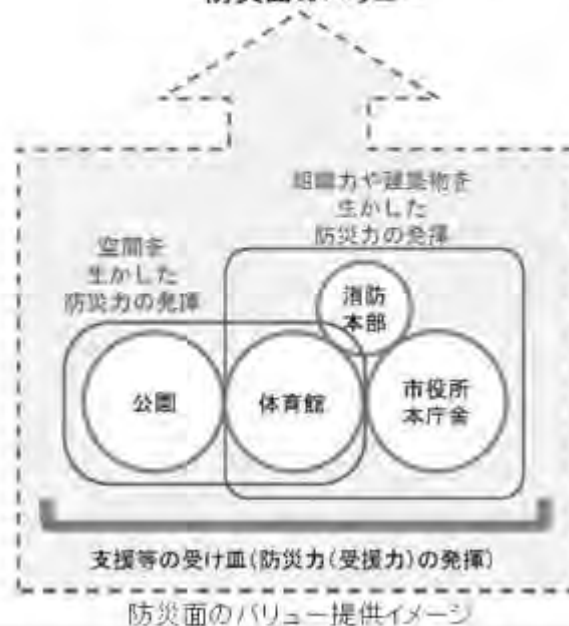 組織力や建築物を
生かした
防災力の発揮
空間を
生かした
防災力の発揮
消防
本部
公園
体育館
市役所
本庁舎
支援等の受け皿(防災力(受援力)の発揮)
防災面のバリュー提供イメージ